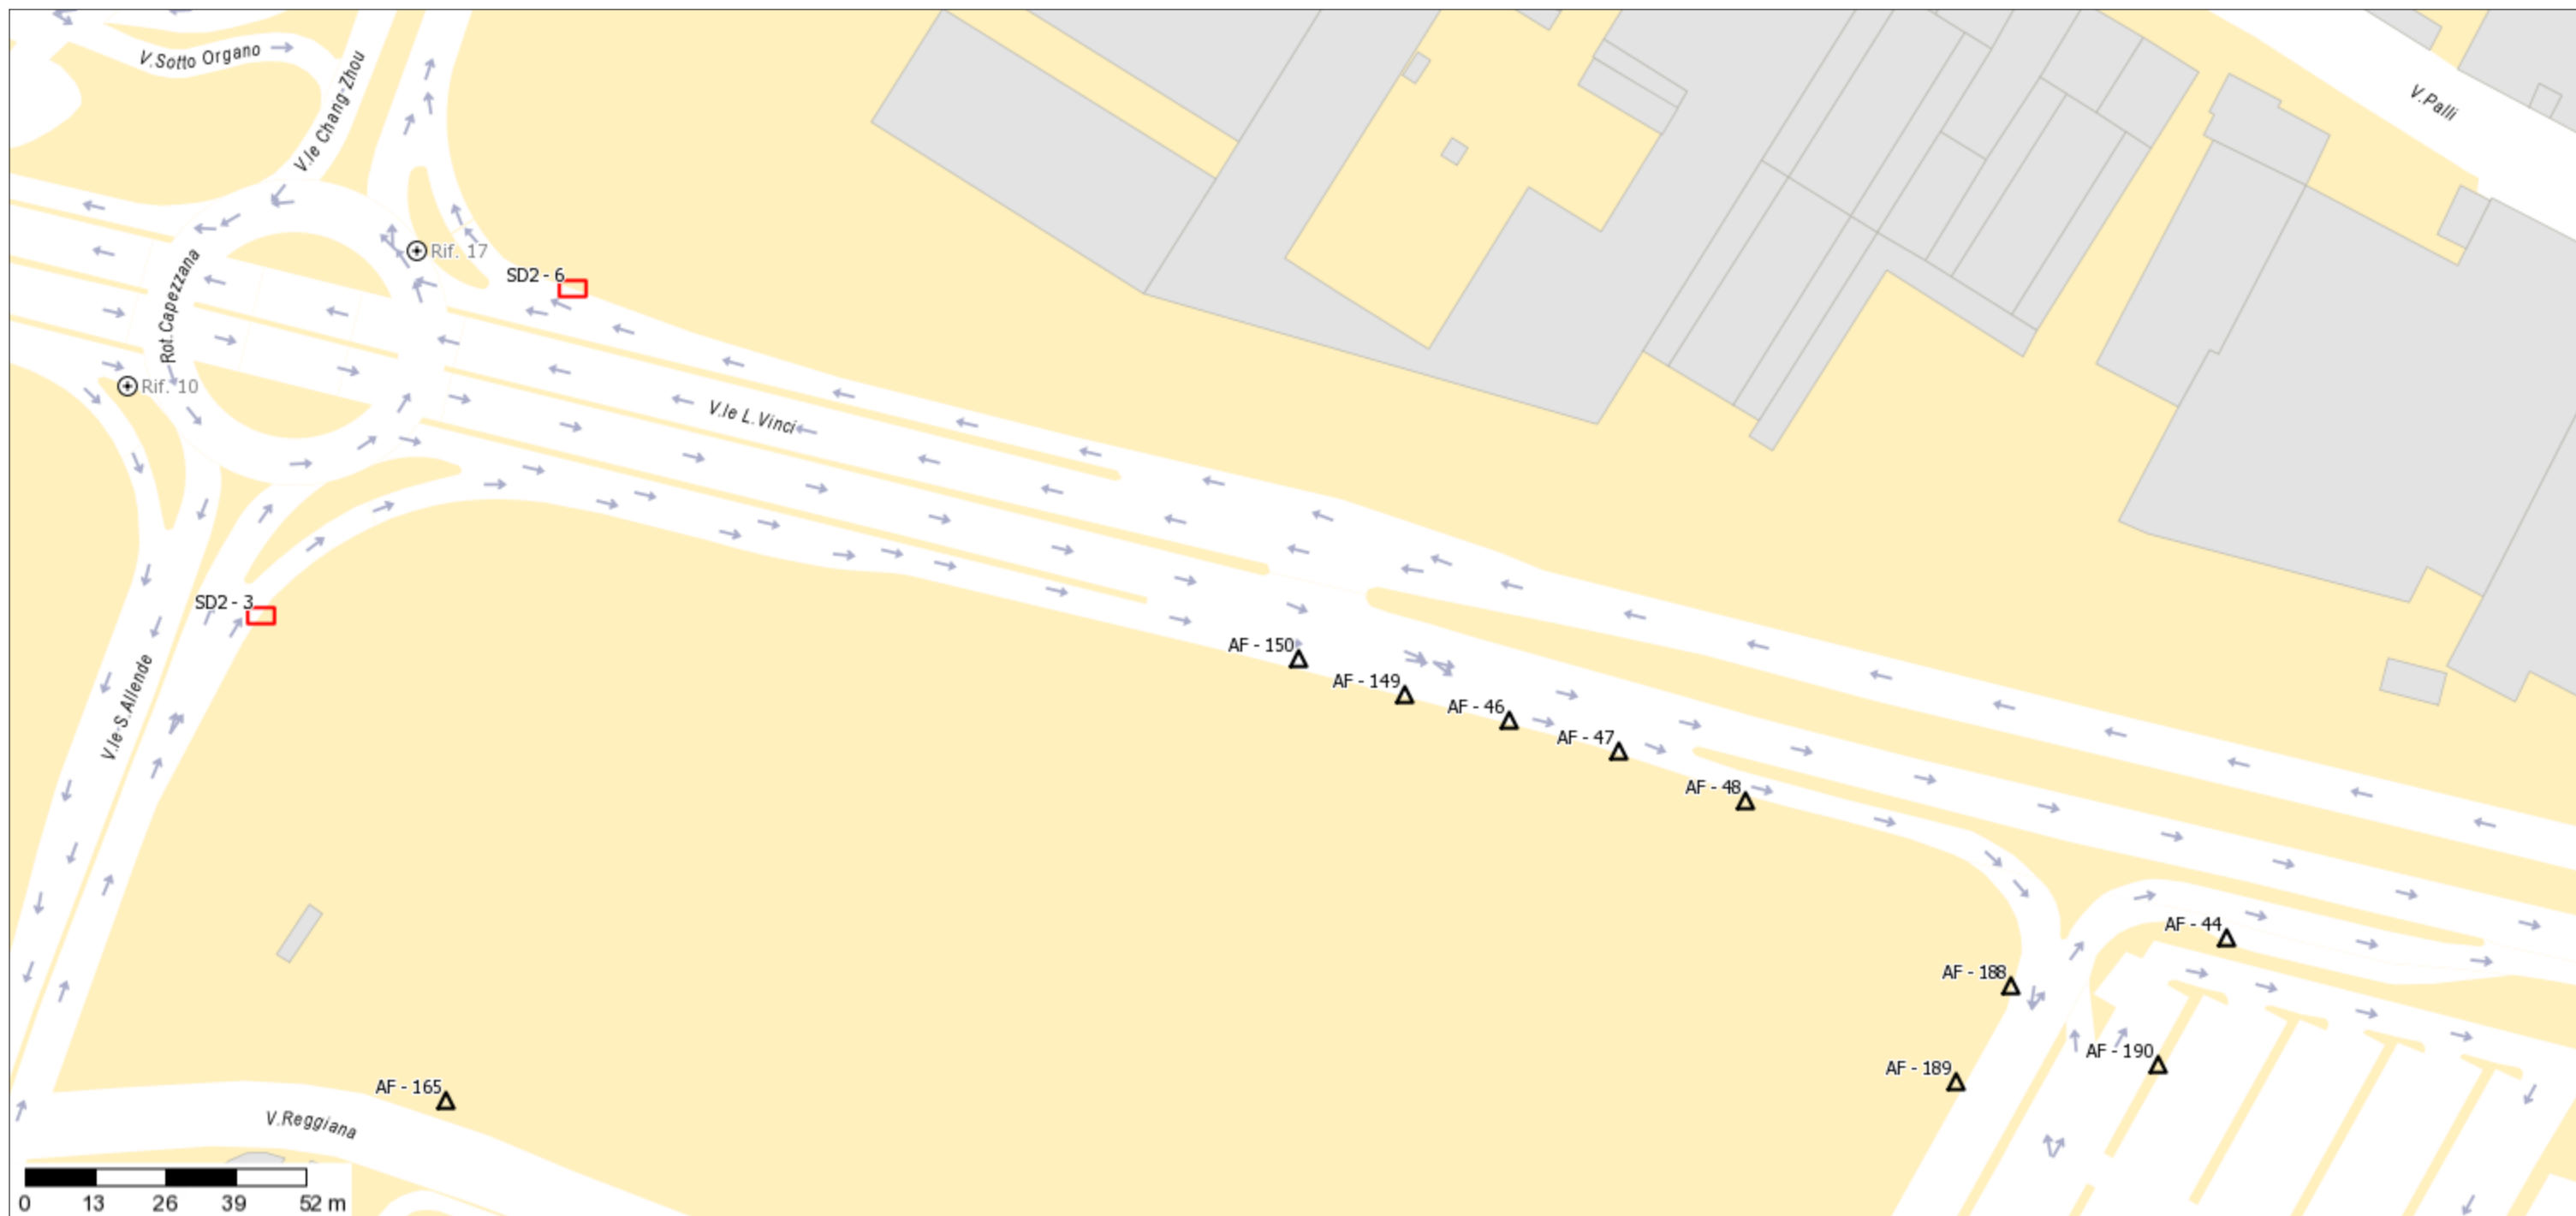 V.Sotto Organo
V.le Chang-Zhou
V.Palli
Rif. 17
SD2 - 6
Rot.Capezzana
Rif. 10
V.le L.Vinci
SD2 - 3
V.le S.Allende
AF - 150
AF - 149
AF - 46
AF - 47
AF - 48
AF - 44
AF - 188
AF - 190
AF - 189
AF - 165
V.Reggiana
0 13 26 39 52 m